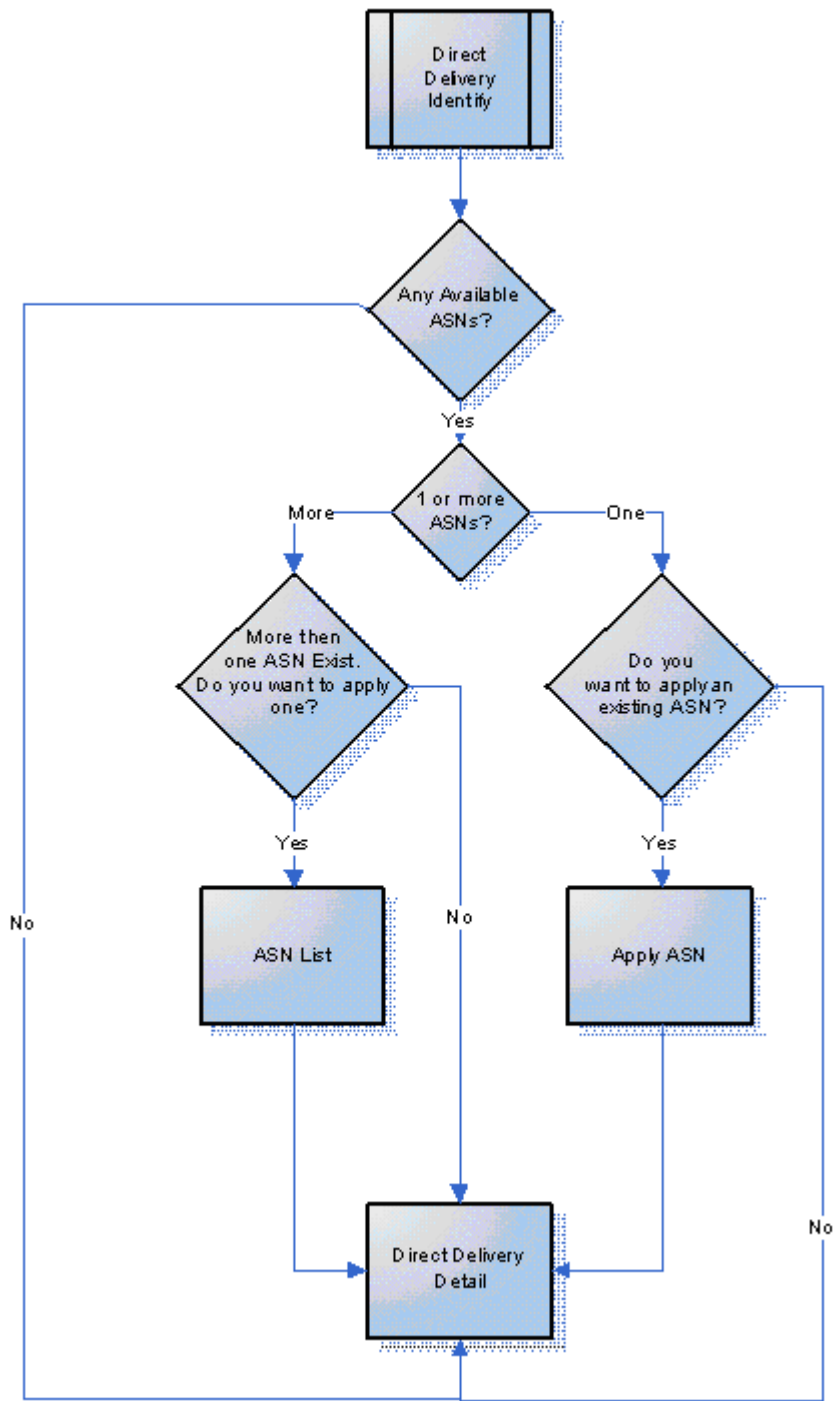 Direct
Delivery
Identify
Any Available
ASNs?
Yes
1 or more
ASNs?
More
One
More then
one ASN Exist.
Do you want to apply
one?
Do you
want to apply an
existing ASN?
Yes
Yes
No
No
ASN List
Apply ASN
No
Direct Delivery
Detail